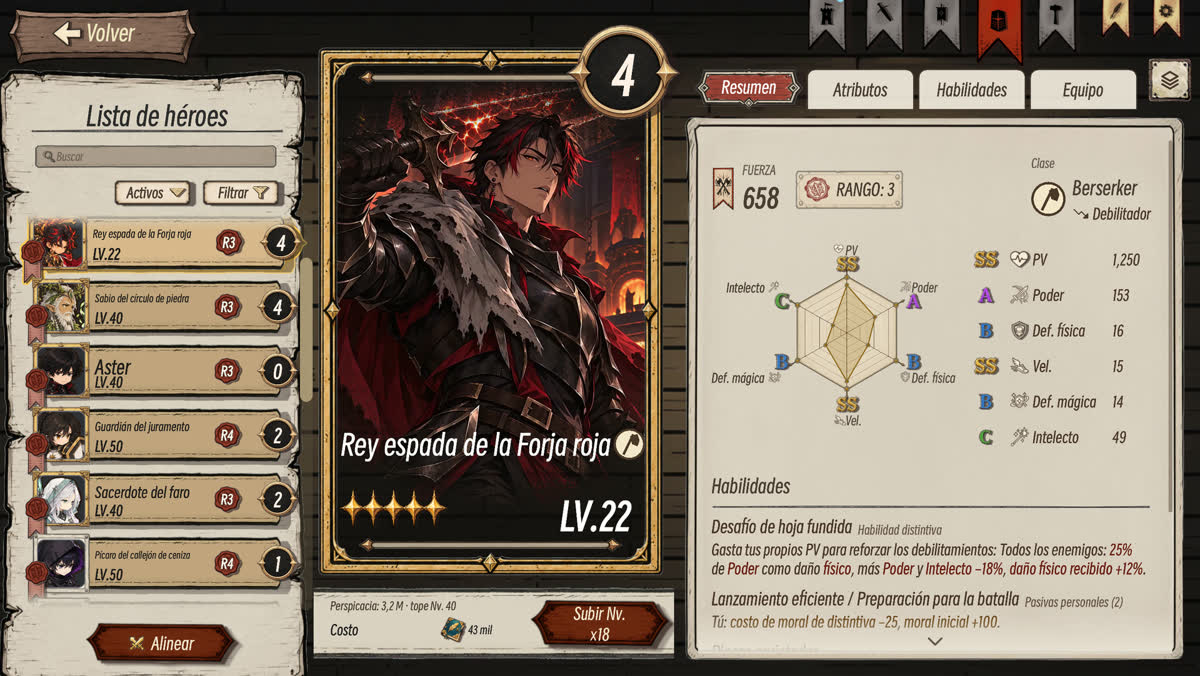 Volver
Lista de héroes
Buscar
Activos
Filtrar
Rey espada de la Forja roja
LV.22
R3
4
Sabio del círculo de piedra
LV.40
R3
4
Aster
LV.40
R3
0
Guardián del juramento
LV.50
R4
2
Sacerdote del faro
LV.40
R3
2
Pícaro del callejón de ceniza
LV.50
R4
1
Alinear
4
Rey espada de la Forja roja
LV.22
Perspicacia: 3,2 M · tope Nv. 40
Costo
43 mil
Subir Nv.
x18
Resumen
Atributos
Habilidades
Equipo
FUERZA
658
RANGO: 3
Clase
Berserker
Debilitador
PV
SS
Intelecto
C
Poder
A
B
Def. mágica
B
Def. física
SS
Vel.
SS PV 1,250
A Poder 153
B Def. física 16
SS Vel. 15
B Def. mágica 14
C Intelecto 49
Habilidades
Desafío de hoja fundida Habilidad distintiva
Gasta tus propios PV para reforzar los debilitamientos: Todos los enemigos: 25%
de Poder como daño físico, más Poder y Intelecto –18%, daño físico recibido +12%.
Lanzamiento eficiente / Preparación para la batalla Pasivas personales (2)
Tú: costo de moral de distintiva –25, moral inicial +100.